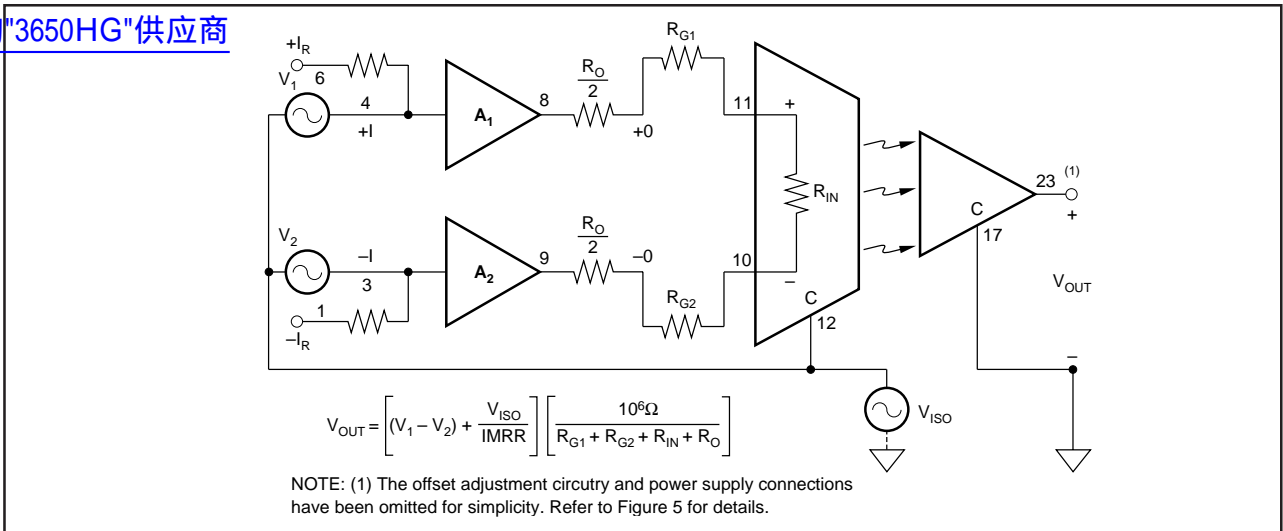 "3650HG"供应商
+I_R
6
V_1
4
+I
A_1
8
R_O
2
+0
R_G1
11
+
R_IN
23 (1)
+
C
17
V_OUT
–
V_2
–I
3
1
–I_R
A_2
9
R_O
2
–0
R_G2
10
–
C
12
V_ISO
V_OUT = [(V_1 – V_2) + V_ISO/IMRR] [10^6Ω/(R_G1 + R_G2 + R_IN + R_O)]
NOTE: (1) The offset adjustment circutry and power supply connections
have been omitted for simplicity. Refer to Figure 5 for details.